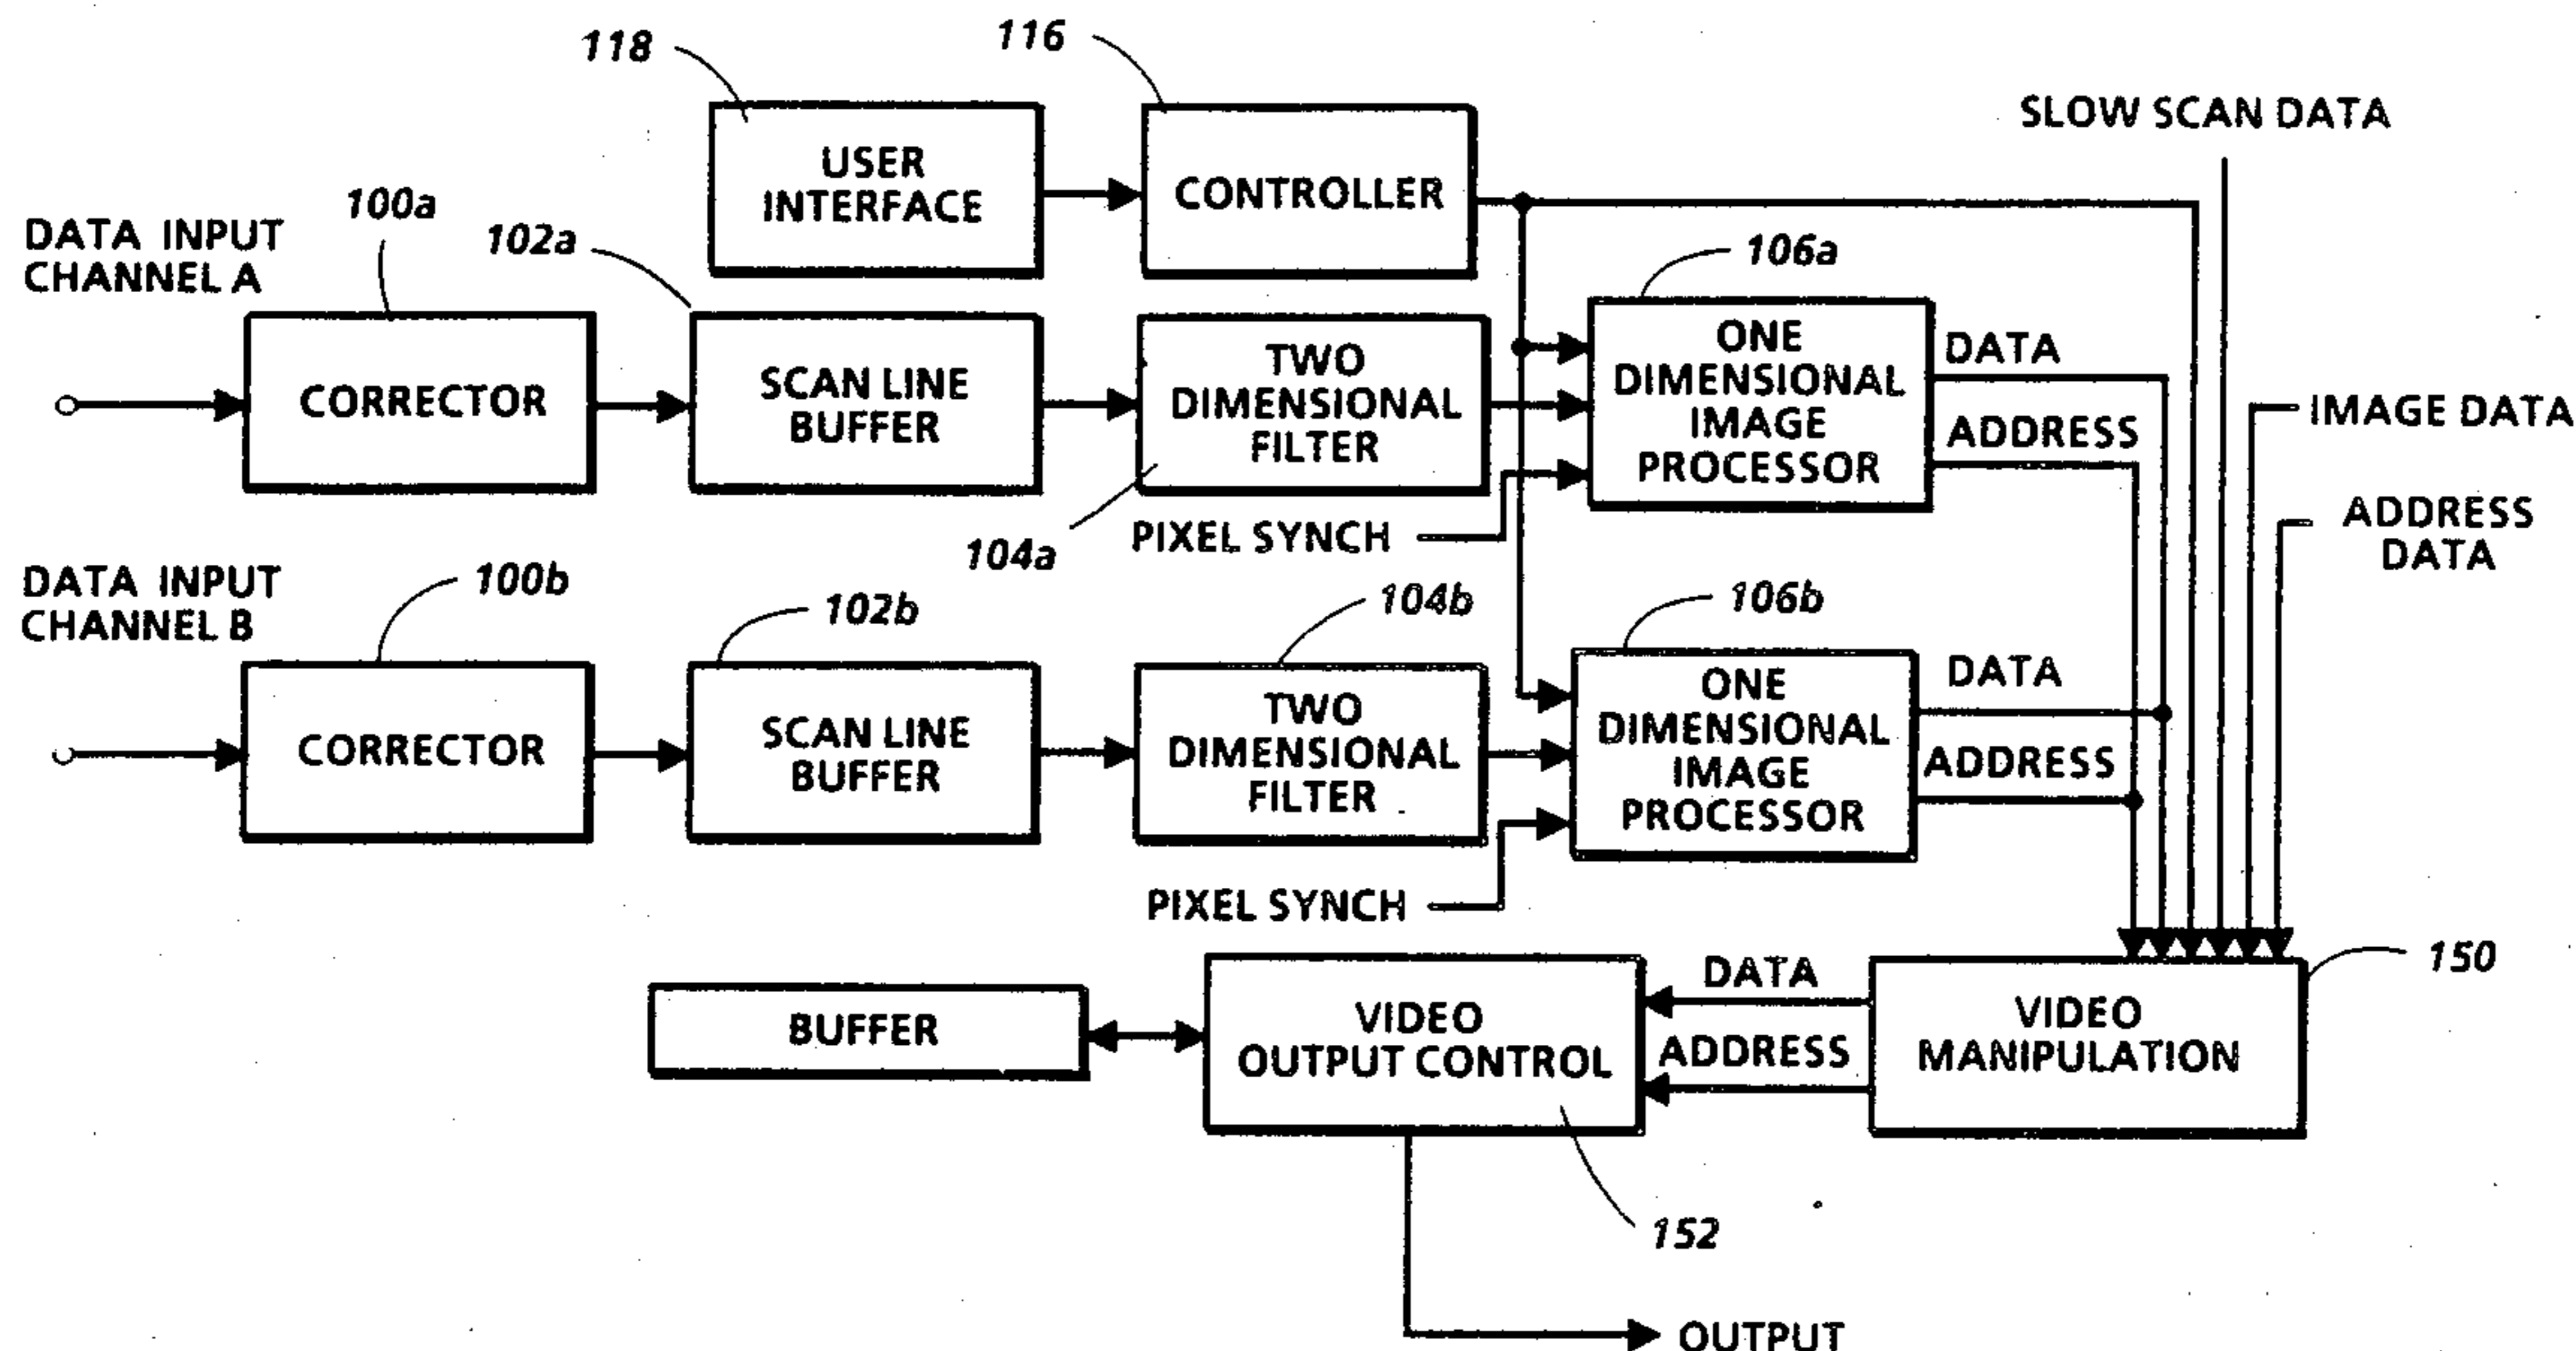 118
116
SLOW SCAN DATA
USER
INTERFACE
CONTROLLER
DATA INPUT
CHANNEL A
100a
102a
106a
CORRECTOR
SCAN LINE
BUFFER
TWO
DIMENSIONAL
FILTER
ONE
DIMENSIONAL
IMAGE
PROCESSOR
DATA
ADDRESS
IMAGE DATA
ADDRESS
DATA
104a
PIXEL SYNCH
DATA INPUT
CHANNEL B
100b
102b
104b
106b
CORRECTOR
SCAN LINE
BUFFER
TWO
DIMENSIONAL
FILTER
ONE
DIMENSIONAL
IMAGE
PROCESSOR
DATA
ADDRESS
PIXEL SYNCH
BUFFER
VIDEO
OUTPUT CONTROL
DATA
ADDRESS
VIDEO
MANIPULATION
150
152
OUTPUT